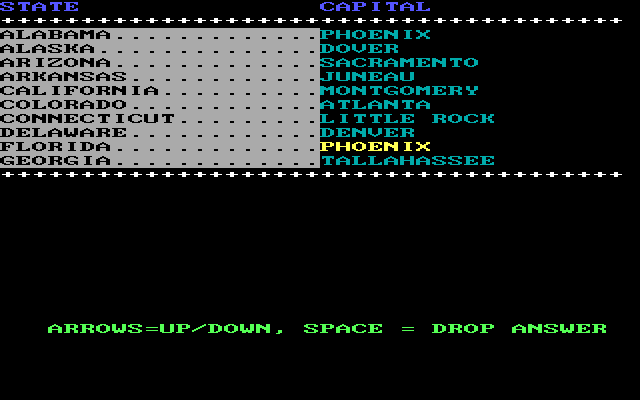 STATE CAPITAL
+++++++++++++++++++++++++++++++++++++++
ALABAMA.............PHOENIX
ALASKA..............DOVER
ARIZONA.............SACRAMENTO
ARKANSAS............JUNEAU
CALIFORNIA..........MONTGOMERY
COLORADO............ATLANTA
CONNECTICUT.........LITTLE ROCK
DELAWARE............DENVER
FLORIDA.............PHOENIX
GEORGIA.............TALLAHASSEE
+++++++++++++++++++++++++++++++++++++++
ARROWS=UP/DOWN, SPACE = DROP ANSWER